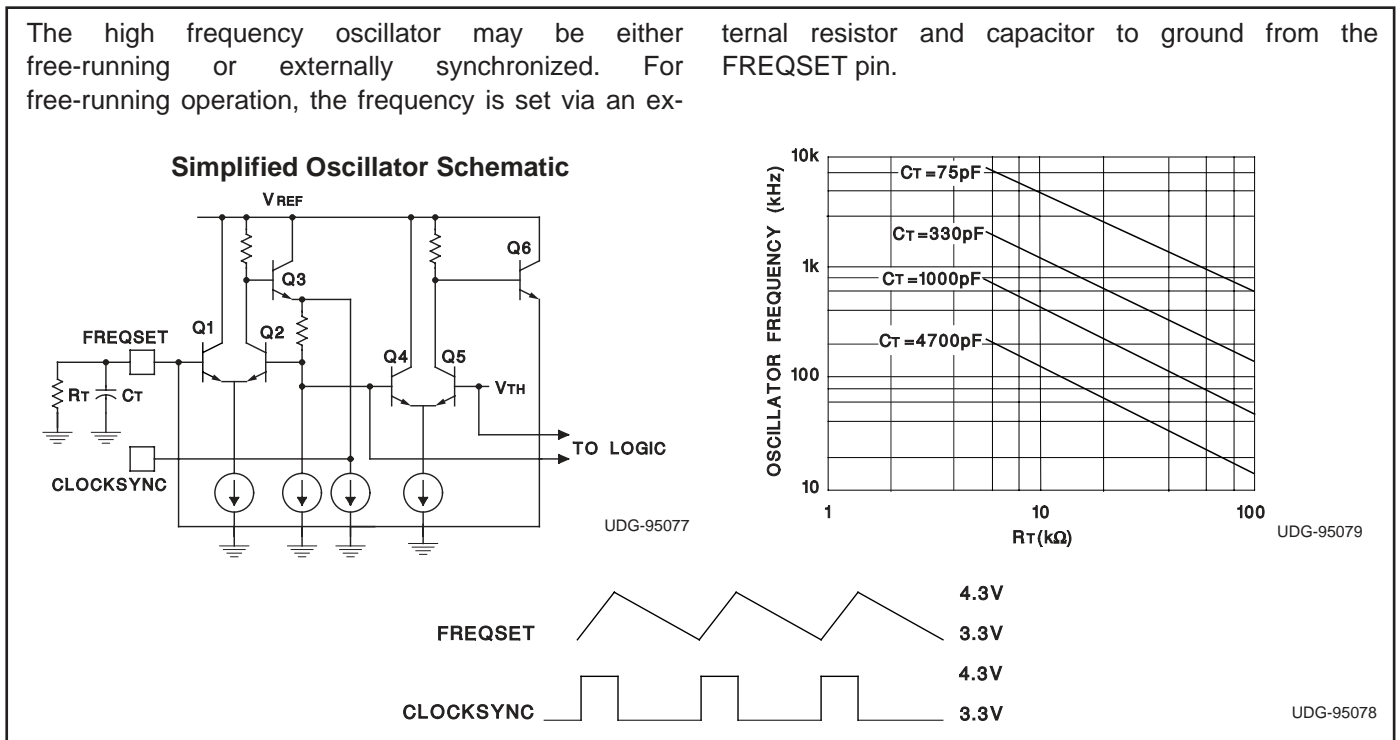 The high frequency oscillator may be either
free-running or externally synchronized. For
free-running operation, the frequency is set via an ex-
ternal resistor and capacitor to ground from the
FREQSET pin.
Simplified Oscillator Schematic
VREF
Q6
Q3
Q1
Q2
FREQSET
Q4
Q5
RT
CT
VTH
TO LOGIC
CLOCKSYNC
UDG-95077
OSCILLATOR FREQUENCY (kHz)
10k
CT=75pF
CT=330pF
1k
CT=1000pF
CT=4700pF
100
10
1
10
100
RT(kΩ)
UDG-95079
4.3V
FREQSET
3.3V
4.3V
CLOCKSYNC
3.3V
UDG-95078